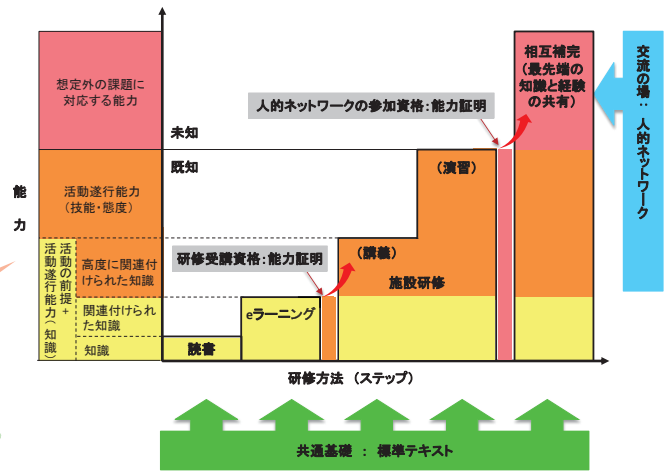 想定外の課題に
対応する能力
活動遂行能力
(技能・態度)
能
力
活動の前提+
活動遂行能力(知識)
高度に関連付
けられた知識
関連付けられ
た知識
知識
未知
既知
人的ネットワークの参加資格:能力証明
研修受講資格:能力証明
読書
eラーニング
(講義)
施設研修
(演習)
相互補完
(最先端の
知識と経験
の共有)
交流の場:人的ネットワーク
研修方法 (ステップ)
共通基礎 : 標準テキスト